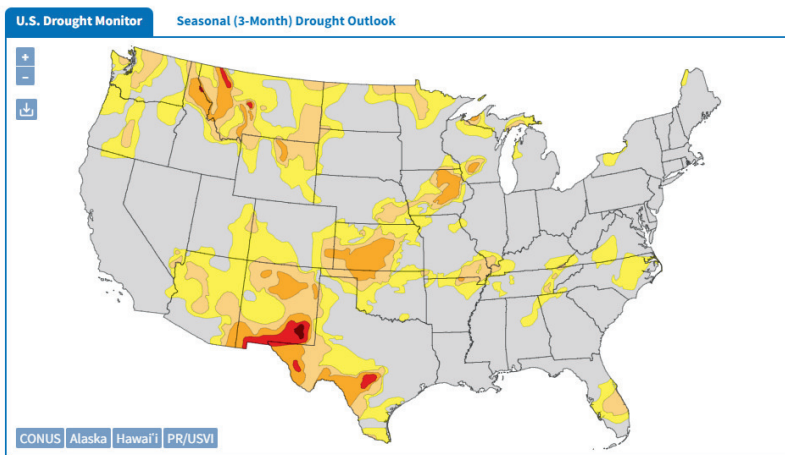 U.S. Drought Monitor
Seasonal (3-Month) Drought Outlook
+
−
CONUS
Alaska
Hawai'i
PR/USVI